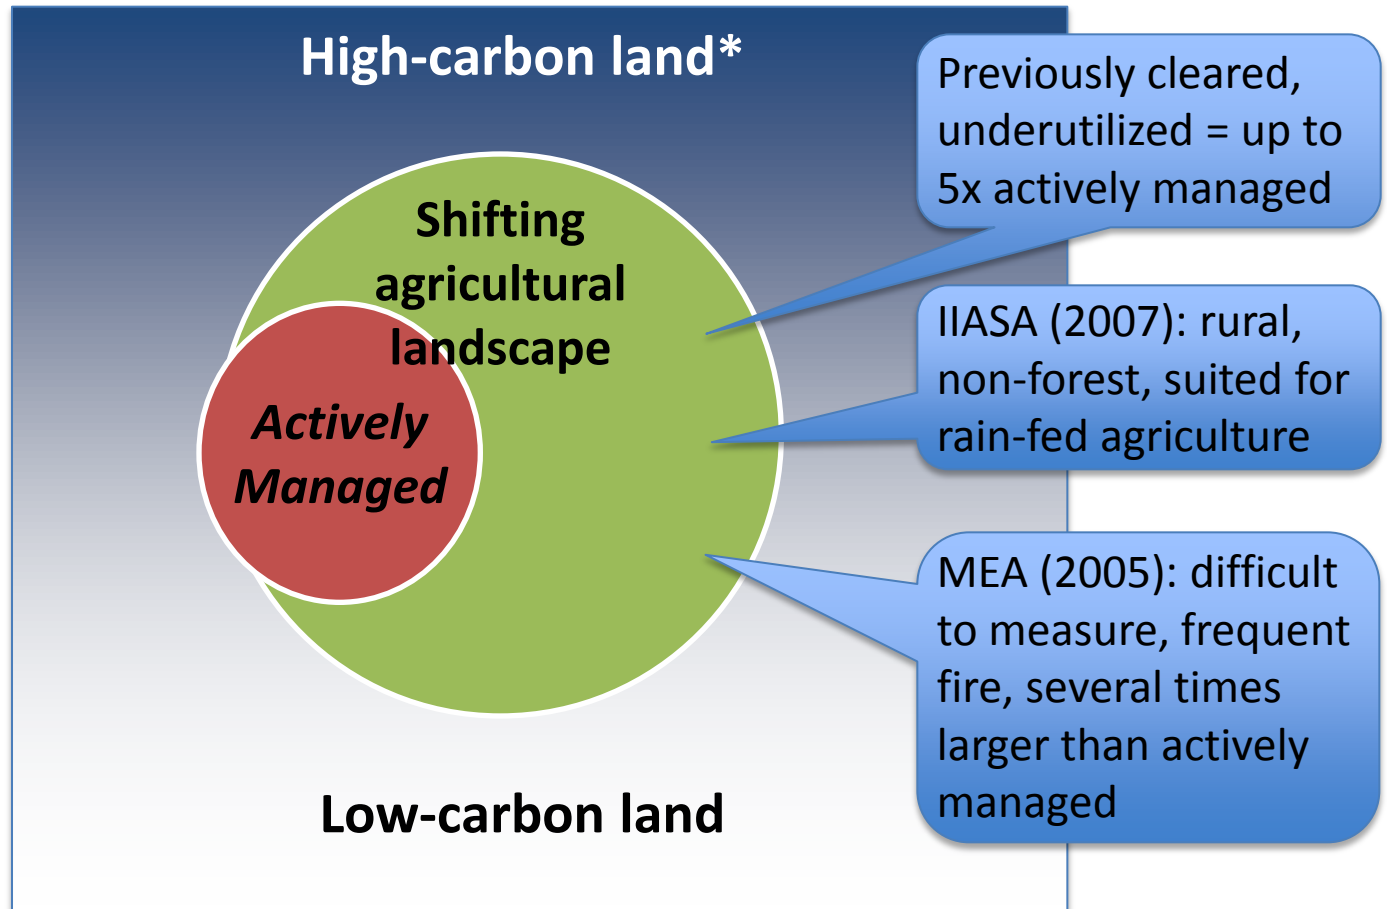 High-carbon land*
Previously cleared,
underutilized = up to
5x actively managed
Shifting
agricultural
landscape
IIASA (2007): rural,
non-forest, suited for
rain-fed agriculture
Actively
Managed
MEA (2005): difficult
to measure, frequent
fire, several times
larger than actively
managed
Low-carbon land